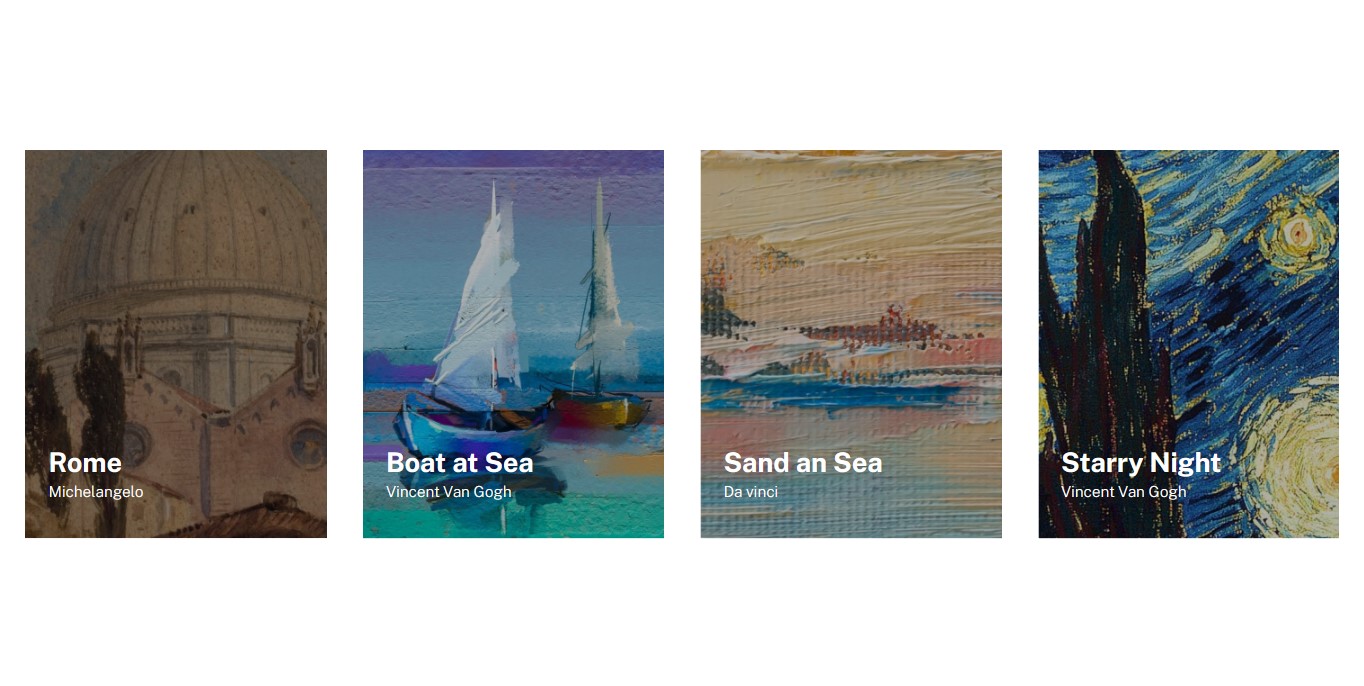 Rome
Michelangelo
Boat at Sea
Vincent Van Gogh
Sand an Sea
Da vinci
Starry Night
Vincent Van Gogh